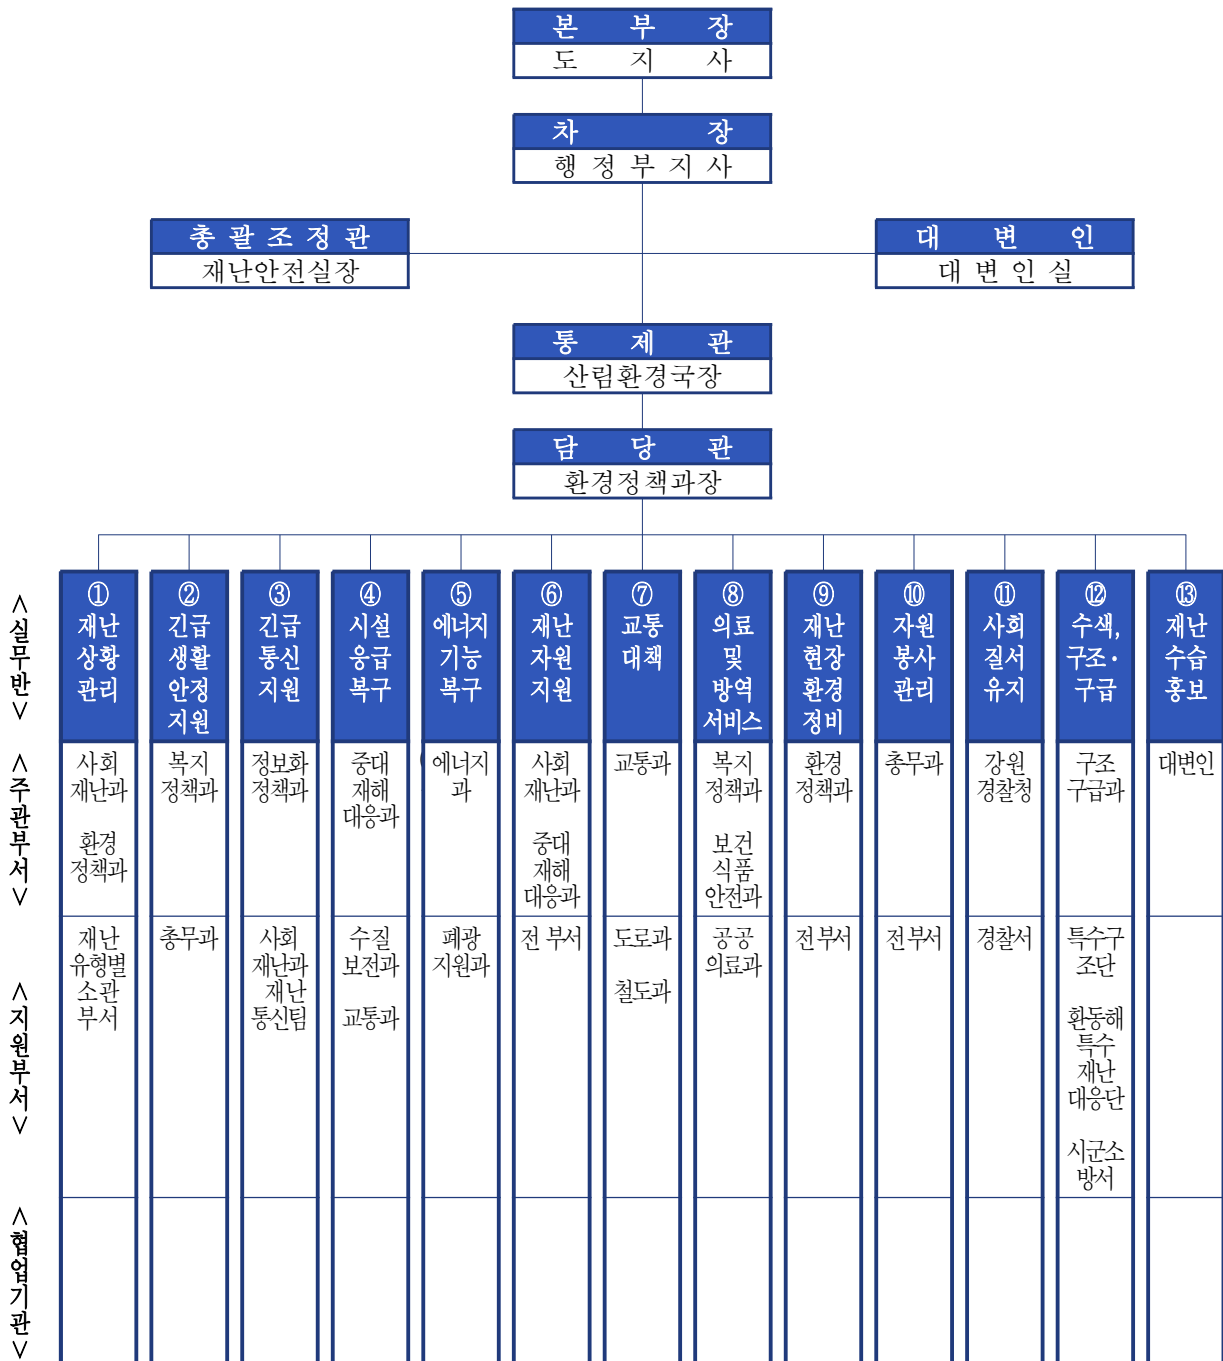 본 부 장
도 지 사
차 장
행 정 부 지 사
총 괄 조 정 관
재난안전실장
대 변 인
대 변 인 실
통 제 관
산림환경국장
담 당 관
환경정책과장
<실무반>
①
재난
상황
관리
②
긴급
생활
안정
지원
③
긴급
통신
지원
④
시설
응급
복구
⑤
에너지
기능
복구
⑥
재난
자원
지원
⑦
교통
대책
⑧
의료
및
방역
서비스
⑨
재난
현장
환경
정비
⑩
자원
봉사
관리
⑪
사회
질서
유지
⑫
수색,
구조·
구급
⑬
재난
수습
홍보
<주관부서>
사회
재난과
환경
정책과
복지
정책과
정보화
정책과
중대
재해
대응과
에너지
과
사회
재난과
중대
재해
대응과
교통과
복지
정책과
보건
식품
안전과
환경
정책과
총무과
강원
경찰청
구조
구급과
대변인
<지원부서>
재난
유형별
소관
부서
총무과
사회
재난과
재난
통신팀
수질
보전과
교통과
폐광
지원과
전 부서
도로과
철도과
공공
의료과
전부서
전부서
경찰서
특수구
조단
환동해
특수
재난
대응단
시군소
방서
<협업기관>